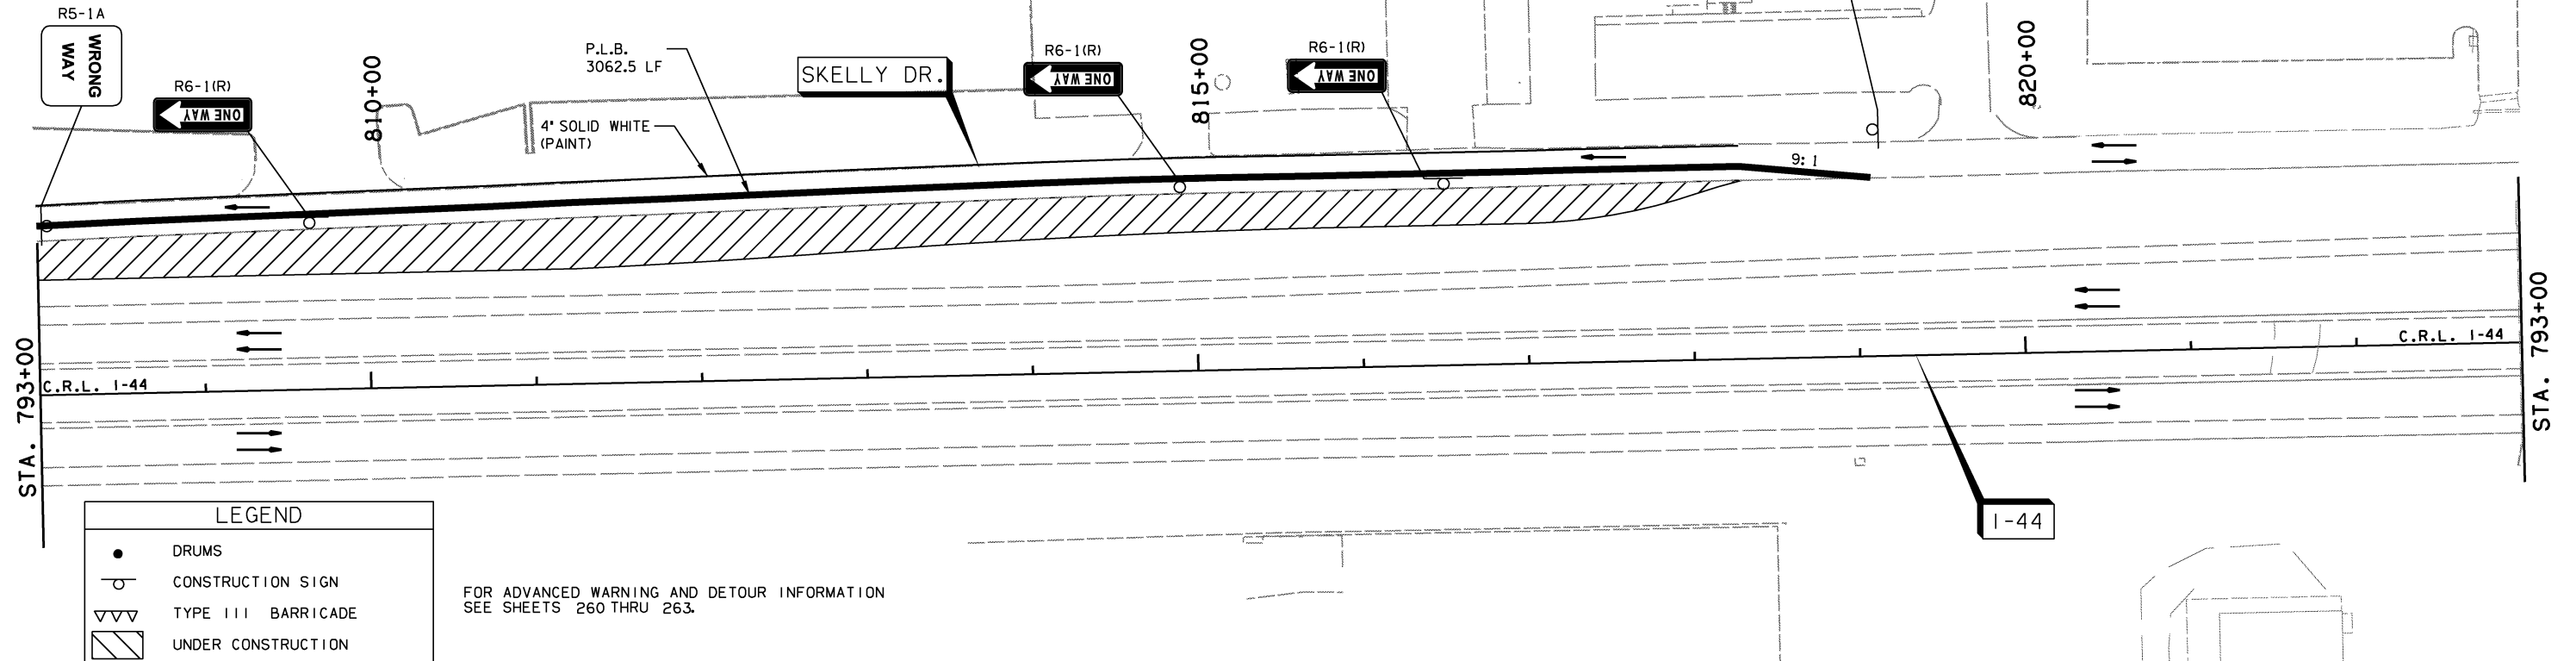 R5-1A
WRONG
WAY
R6-1(R)
ONE WAY
810+00
P.L.B.
3062.5 LF
4" SOLID WHITE
(PAINT)
SKELLY DR.
R6-1(R)
ONE WAY
815+00
R6-1(R)
ONE WAY
9:1
820+00
STA. 793+00
C.R.L. I-44
C.R.L. I-44
STA. 793+00
I-44
LEGEND
DRUMS
CONSTRUCTION SIGN
TYPE III BARRICADE
UNDER CONSTRUCTION
FOR ADVANCED WARNING AND DETOUR INFORMATION
SEE SHEETS 260 THRU 263.